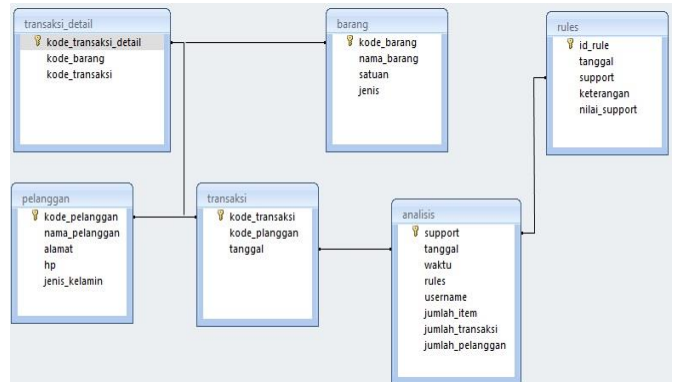 transaksi_detail
kode_transaksi_detail
kode_barang
kode_transaksi
barang
kode_barang
nama_barang
satuan
jenis
rules
id_rule
tanggal
support
keterangan
nilai_support
pelanggan
kode_pelanggan
nama_pelanggan
alamat
hp
jenis_kelamin
transaksi
kode_transaksi
kode_planggan
tanggal
analisis
support
tanggal
waktu
rules
username
jumlah_item
jumlah_transaksi
jumlah_pelanggan